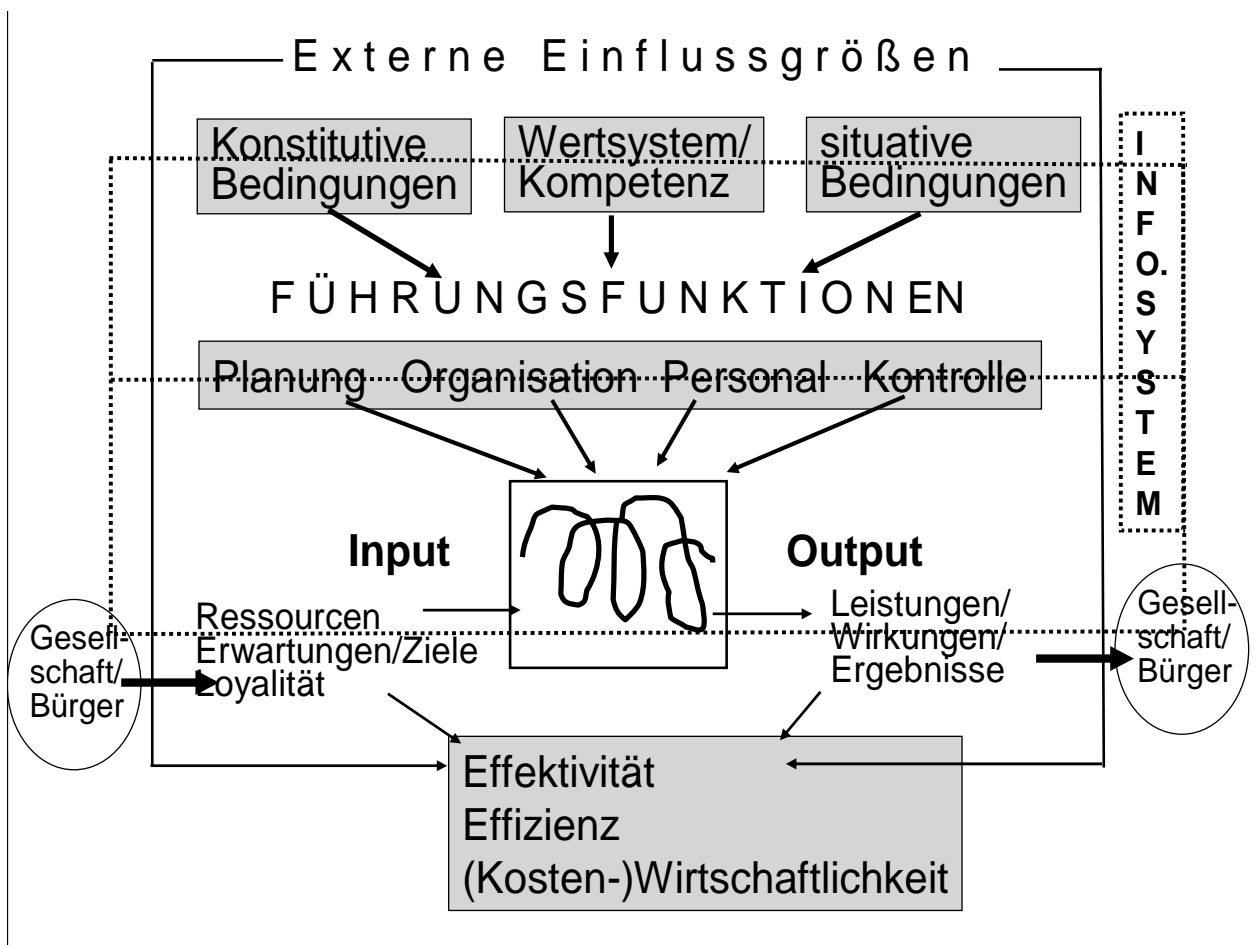 Externe Einflussgrößen
Konstitutive
Bedingungen
Wertsystem/
Kompetenz
situative
Bedingungen
I
N
F
O.
S
Y
S
T
E
M
FÜHRUNGSFUNKTIONEN
Planung Organisation Personal Kontrolle
Input
Output
Gesell-
schaft/
Bürger
Ressourcen
Erwartungen/Ziele
Loyalität
Leistungen/
Wirkungen/
Ergebnisse
Gesell-
schaft/
Bürger
Effektivität
Effizienz
(Kosten-)Wirtschaftlichkeit